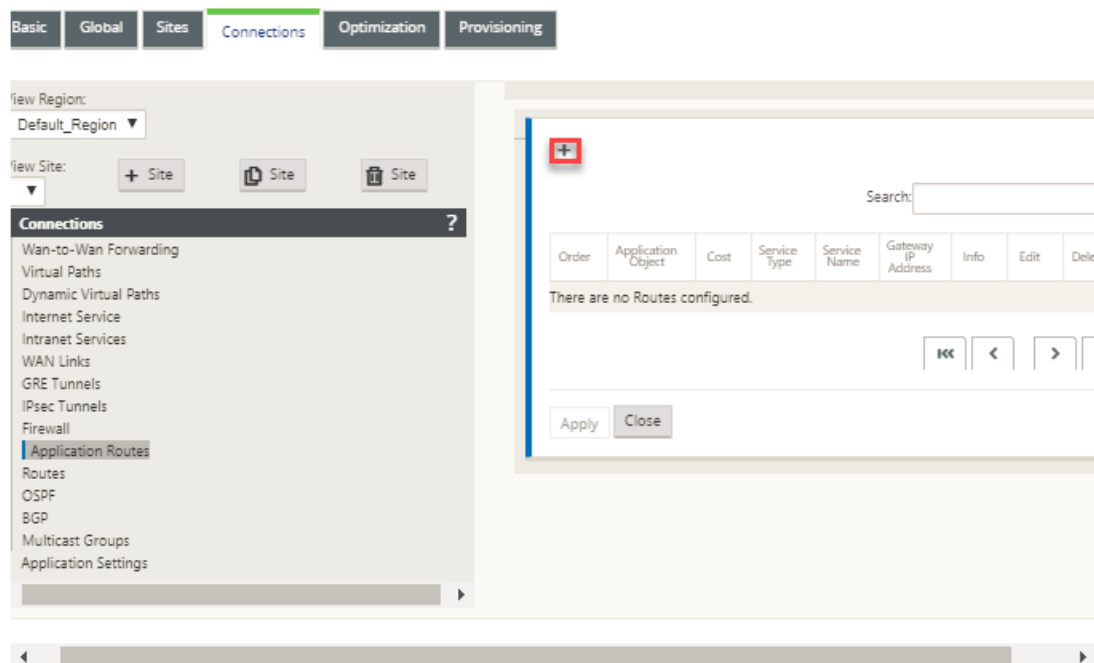 Basic Global Sites Connections Optimization Provisioning
iew Region:
Default_Region ▼
iew Site:
▼
+ Site Site Site
Connections ?
Wan-to-Wan Forwarding
Virtual Paths
Dynamic Virtual Paths
Internet Service
Intranet Services
WAN Links
GRE Tunnels
IPsec Tunnels
Firewall
Application Routes
Routes
OSPF
BGP
Multicast Groups
Application Settings
+
Search:
Order Application Object Cost Service Type Service Name Gateway IP Address Info Edit Dele
There are no Routes configured.
Apply Close